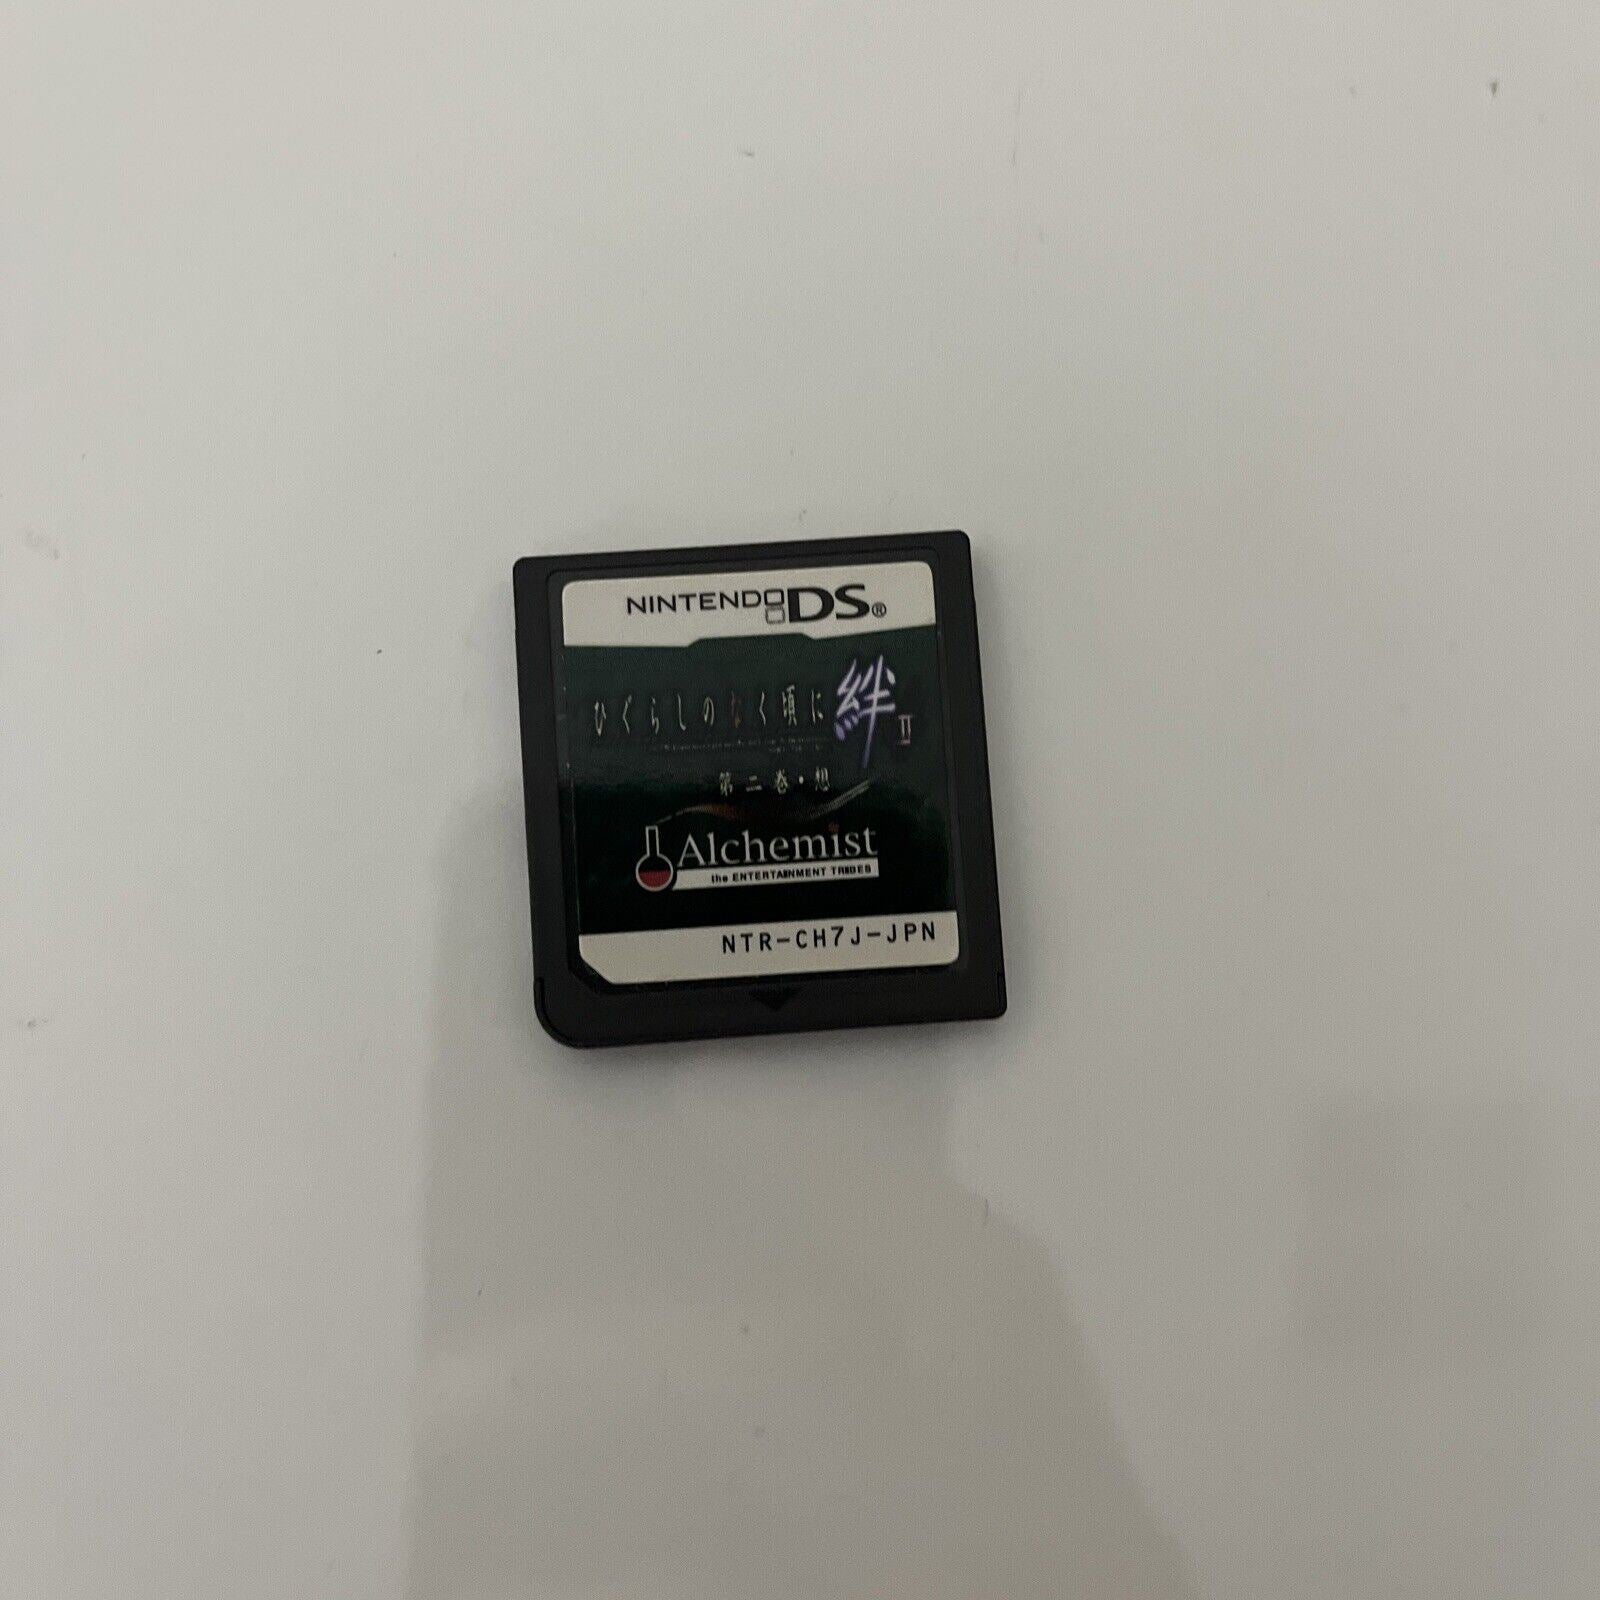 NINTENDO DS®
ひぐらしのなく頃に 絆 II
第二巻・想
Alchemist
the ENTERTAINMENT TRIBES
NTR-CH7J-JPN